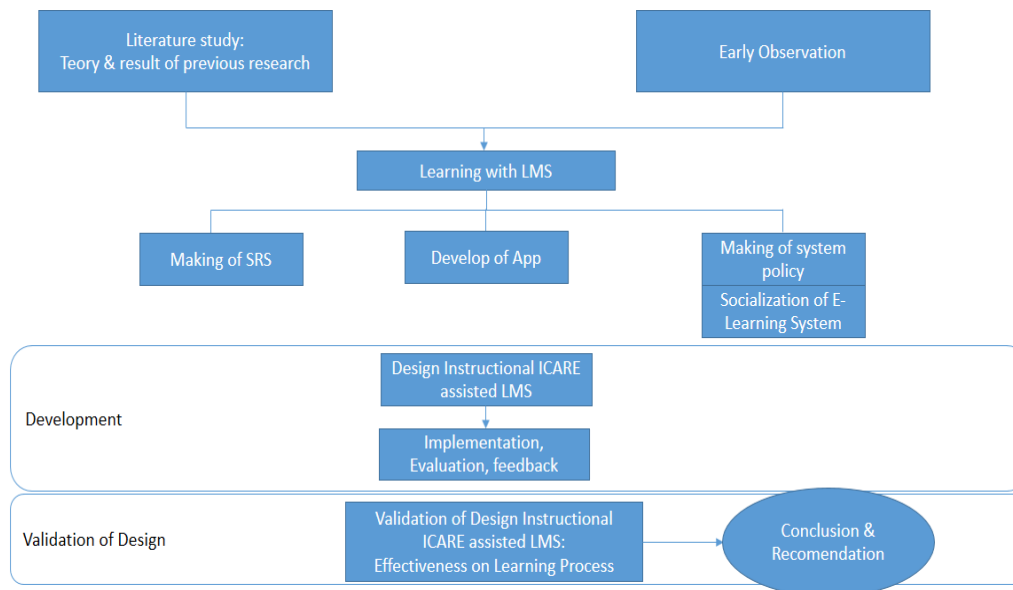 Literature study:
Teory & result of previous research
Early Observation
Learning with LMS
Making of SRS
Develop of App
Making of system
policy
Socialization of E-
Learning System
Development
Design Instructional ICARE
assisted LMS
Implementation,
Evaluation, feedback
Validation of Design
Validation of Design Instructional
ICARE assisted LMS:
Effectiveness on Learning Process
Conclusion &
Recomendation